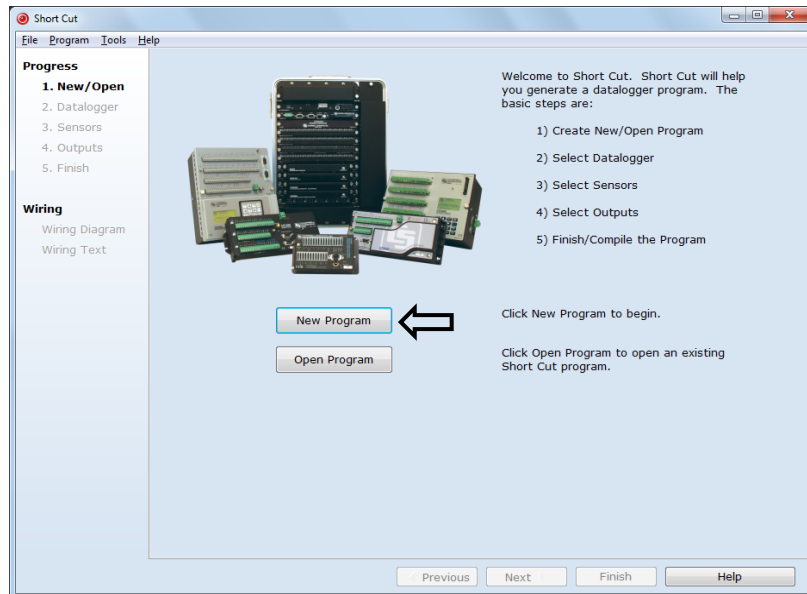 Short Cut
File Program Tools Help
Progress
1. New/Open
2. Datalogger
3. Sensors
4. Outputs
5. Finish
Wiring
Wiring Diagram
Wiring Text
Welcome to Short Cut. Short Cut will help
you generate a datalogger program. The
basic steps are:
1) Create New/Open Program
2) Select Datalogger
3) Select Sensors
4) Select Outputs
5) Finish/Compile the Program
New Program
Click New Program to begin.
Open Program
Click Open Program to open an existing
Short Cut program.
Previous Next Finish Help